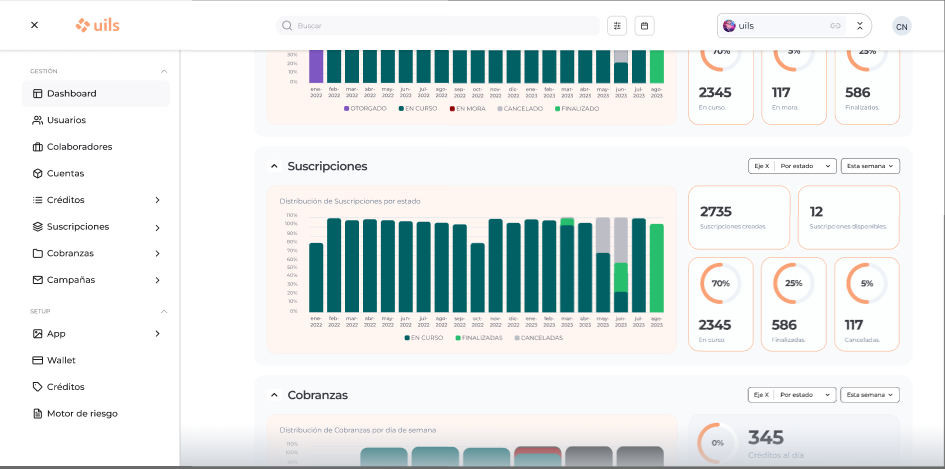 uils
Buscar
uils
CN
GESTIÓN
Dashboard
Usuarios
Colaboradores
Cuentas
Créditos
Suscripciones
Cobranzas
Campañas
SETUP
App
Wallet
Créditos
Motor de riesgo
30%
20%
10%
0%
ene-2022 feb-2022 mar-2022 abr-2022 may-2022 jun-2022 jul-2022 ago-2022 sep-2022 oct-2022 nov-2022 dic-2022 ene-2023 feb-2023 mar-2023 abr-2023 may-2023 jun-2023 jul-2023 ago-2023
OTORGADO EN CURSO EN MORA CANCELADO FINALIZADO
70% 5% 25%
2345 117 586
En curso. En mora. Finalizados.
Suscripciones
Eje X Por estado Esta semana
Distribución de Suscripciones por estado
110%
100%
90%
80%
70%
60%
50%
40%
30%
20%
10%
0%
ene-2022 feb-2022 mar-2022 abr-2022 may-2022 jun-2022 jul-2022 ago-2022 sep-2022 oct-2022 nov-2022 dic-2022 ene-2023 feb-2023 mar-2023 abr-2023 may-2023 jun-2023 jul-2023 ago-2023
EN CURSO FINALIZADAS CANCELADAS
2735 12
Suscripciones creadas. Suscripciones disponibles.
70% 25% 5%
2345 586 117
En curso. Finalizadas. Canceladas.
Cobranzas
Eje X Por estado Esta semana
Distribución de Cobranzas por día de semana
110%
100%
0%
345
Créditos al día